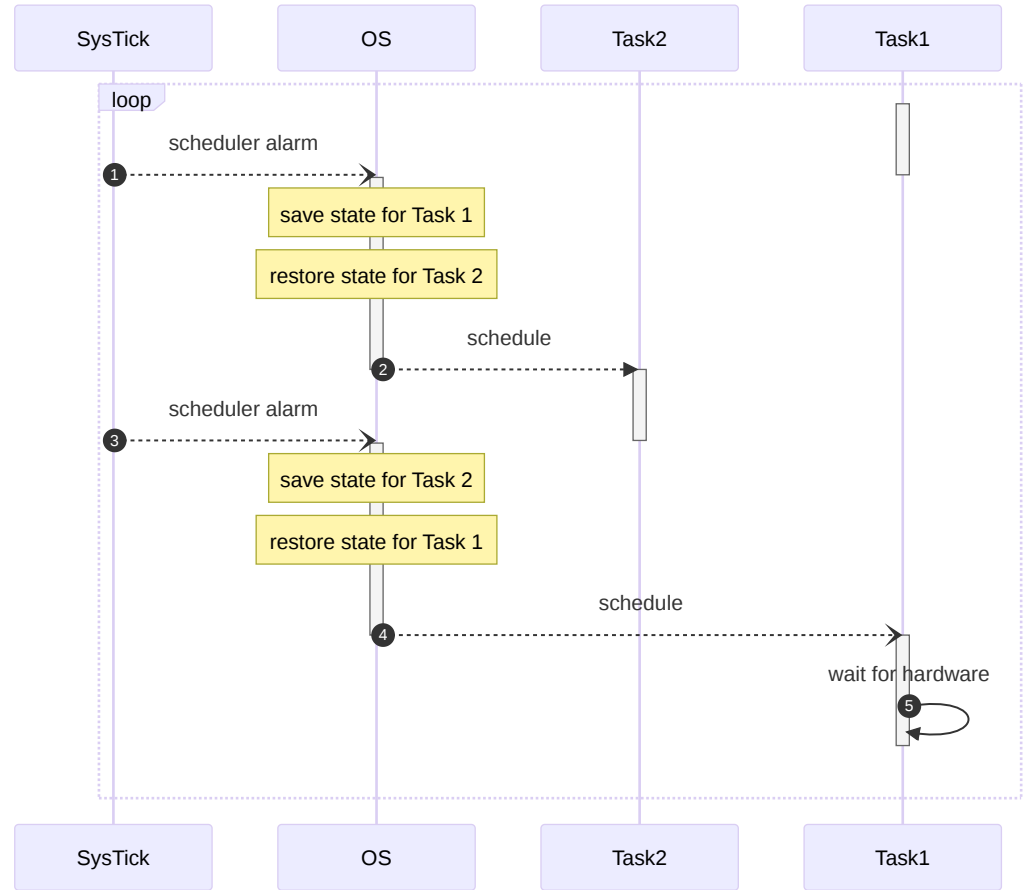 SysTick
OS
Task2
Task1
loop
scheduler alarm
1
save state for Task 1
restore state for Task 2
schedule
2
scheduler alarm
3
save state for Task 2
restore state for Task 1
schedule
4
wait for hardware
5
SysTick
OS
Task2
Task1